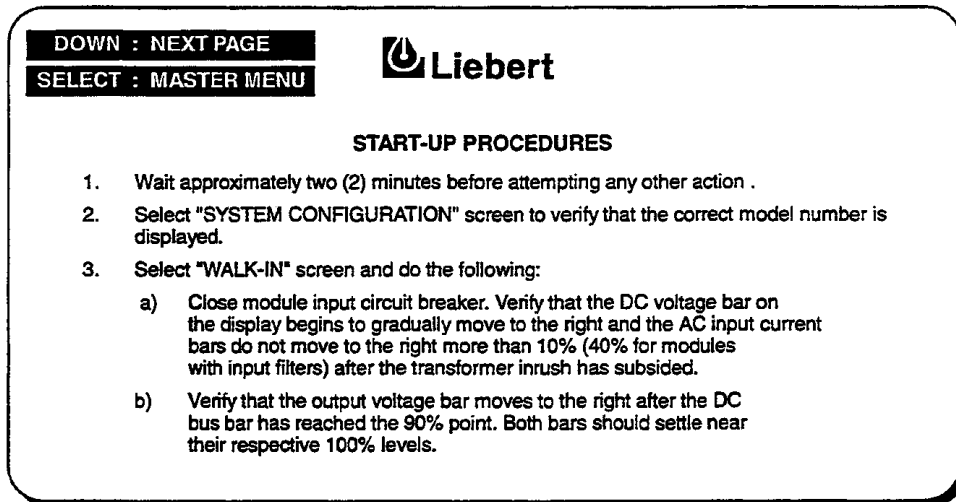 DOWN : NEXT PAGE
SELECT : MASTER MENU
Liebert
START-UP PROCEDURES
1. Wait approximately two (2) minutes before attempting any other action .
2. Select "SYSTEM CONFIGURATION" screen to verify that the correct model number is
displayed.
3. Select "WALK-IN" screen and do the following:
a) Close module input circuit breaker. Verify that the DC voltage bar on
the display begins to gradually move to the right and the AC input current
bars do not move to the right more than 10% (40% for modules
with input filters) after the transformer inrush has subsided.
b) Verify that the output voltage bar moves to the right after the DC
bus bar has reached the 90% point. Both bars should settle near
their respective 100% levels.